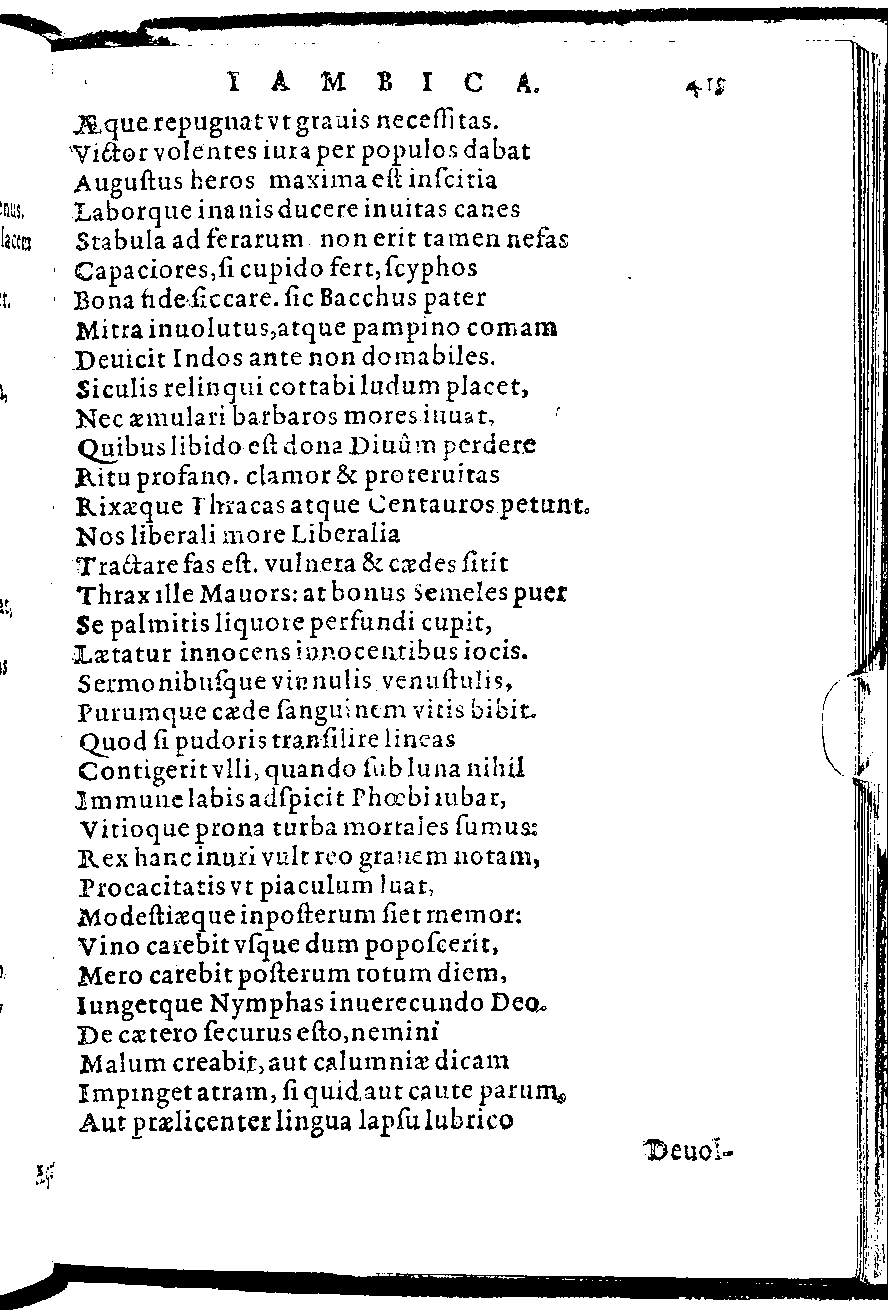 IAMBICA. 415
Æque repugnat vt grauis necessitas.
Victor volentes iura per populos dabat
Augustus heros maxima est inscitia
Laborque inanis ducere inuitas canes
Stabula ad ferarum non erit tamen nefas
Capaciores, si cupido fert, scyphos
Bona fide siccare. sic Bacchus pater
Mitra inuolutus, atque pampino comam
Deuicit Indos ante non domabiles.
Siculis relinqui cottabi ludum placet,
Nec æmulari barbaros mores iuuat,
Quibus libido est dona Diuûm perdere
Ritu profano. clamor & proteruitas
Rixæque Thracas atque Centauros petunt.
Nos liberali more Liberalia
Tractare fas est. vulnera & cædes sitit
Thrax ille Mauors: at bonus Semeles puer
Se palmitis liquore perfundi cupit,
Lætatur innocens innocentibus iocis.
Sermonibusque vinnulis venustulis,
Purumque cæde sanguinem vitis bibit.
Quod si pudoris transilire lineas
Contigerit vlli, quando sub luna nihil
Immune labis adspicit Phœbi iubar,
Vitioque prona turba mortales sumus:
Rex hanc inuri vult reo grauem notam,
Procacitatis vt piaculum luat,
Modestiæque inposterum siet memor:
Vino carebit vsque dum poposcerit,
Mero carebit posterum totum diem,
Iungetque Nymphas inuerecundo Deo.
De cætero securus esto, nemini
Malum creabit, aut calumniæ dicam
Impinget atram, si quid aut caute parum,
Aut prælicenter lingua lapsu lubrico
Deuol-